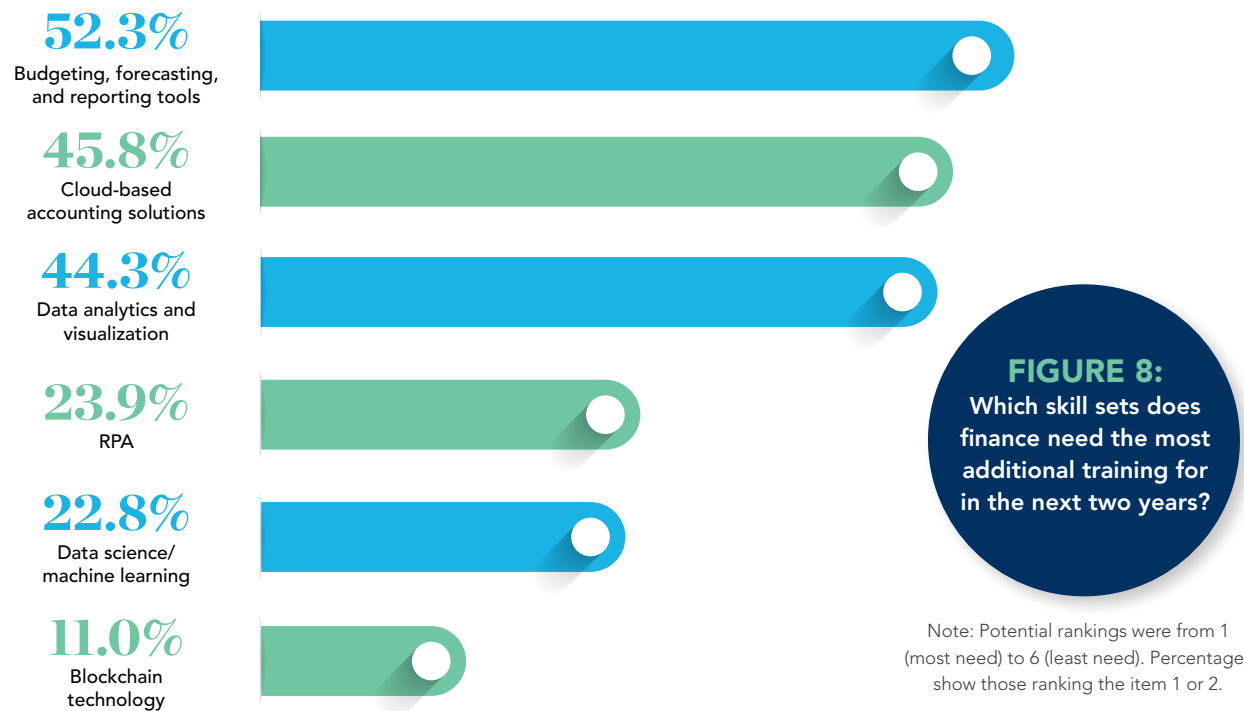 52.3%
Budgeting, forecasting,
and reporting tools
45.8%
Cloud-based
accounting solutions
44.3%
Data analytics and
visualization
23.9%
RPA
22.8%
Data science/
machine learning
11.0%
Blockchain
technology
FIGURE 8:
Which skill sets does
finance need the most
additional training for
in the next two years?
Note: Potential rankings were from 1
(most need) to 6 (least need). Percentage
show those ranking the item 1 or 2.